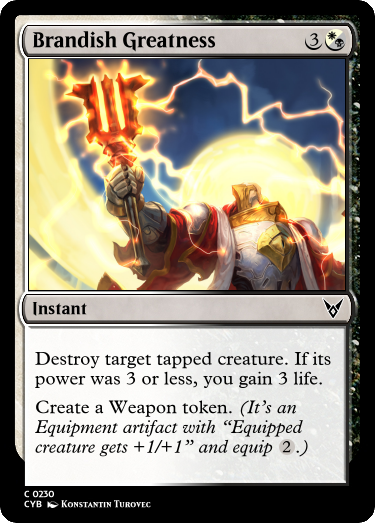 Brandish Greatness 3
Instant
Destroy target tapped creature. If its
power was 3 or less, you gain 3 life.
Create a Weapon token. (It's an
Equipment artifact with “Equipped
creature gets +1/+1” and equip 2.)
C 0230
CYB Konstantin Turovec